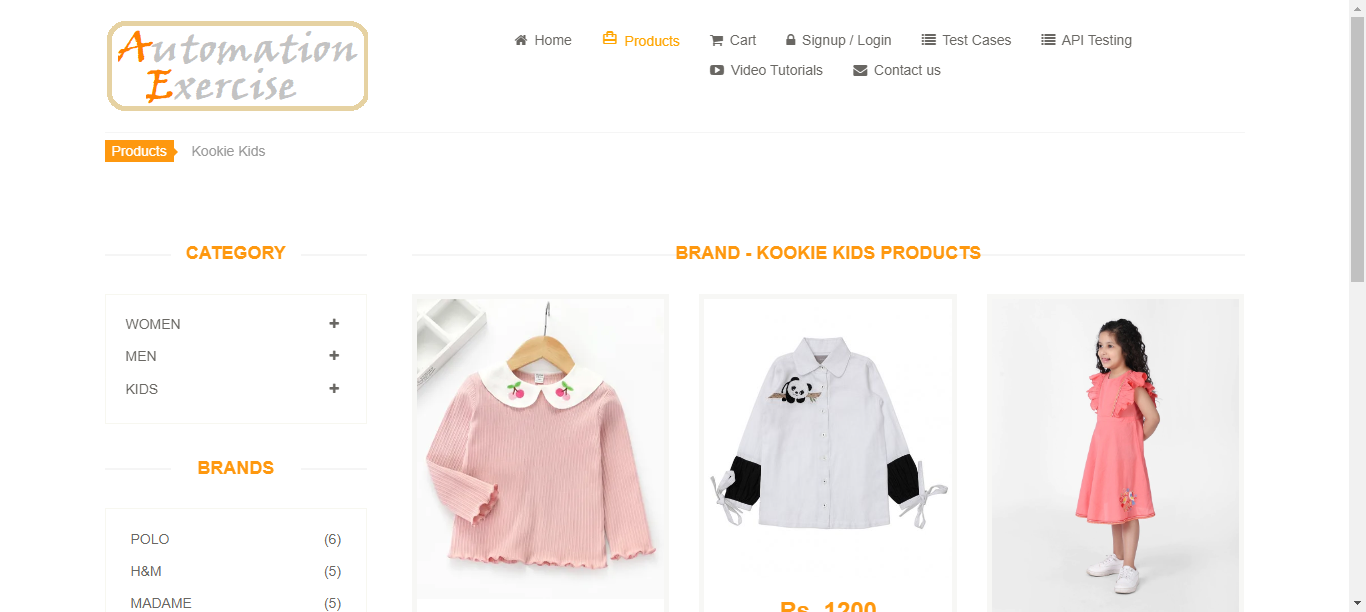 Automation
Exercise
Home
Products
Cart
Signup / Login
Test Cases
API Testing
Video Tutorials
Contact us
Products
Kookie Kids
CATEGORY
WOMEN
MEN
KIDS
BRANDS
POLO (6)
H&M (5)
MADAME (5)
BRAND - KOOKIE KIDS PRODUCTS
Rs. 1200